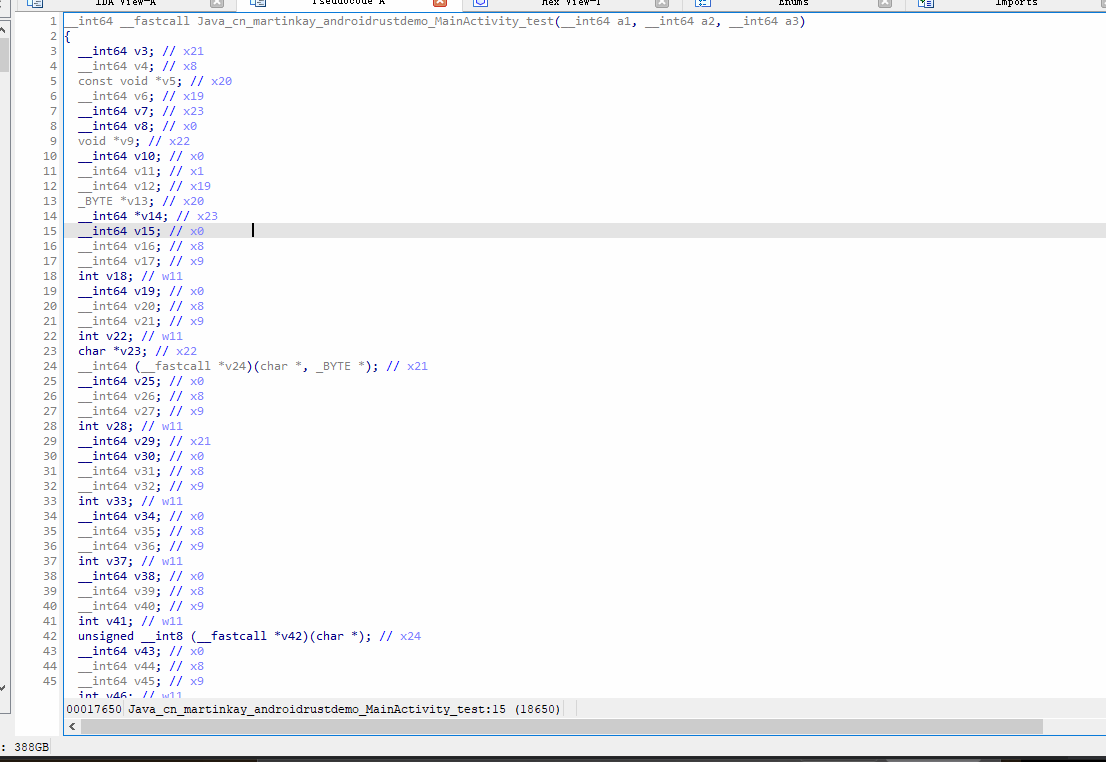 IDA View-A Pseudocode A Hex View-1 Enums Imports
1 __int64 __fastcall Java_cn_martinkay_androidrustdemo_MainActivity_test(__int64 a1, __int64 a2, __int64 a3)
2 {
3 __int64 v3; // x21
4 __int64 v4; // x8
5 const void *v5; // x20
6 __int64 v6; // x19
7 __int64 v7; // x23
8 __int64 v8; // x0
9 void *v9; // x22
10 __int64 v10; // x0
11 __int64 v11; // x1
12 __int64 v12; // x19
13 _BYTE *v13; // x20
14 __int64 *v14; // x23
15 __int64 v15; // x0
16 __int64 v16; // x8
17 __int64 v17; // x9
18 int v18; // w11
19 __int64 v19; // x0
20 __int64 v20; // x8
21 __int64 v21; // x9
22 int v22; // w11
23 char *v23; // x22
24 __int64 (__fastcall *v24)(char *, _BYTE *); // x21
25 __int64 v25; // x0
26 __int64 v26; // x8
27 __int64 v27; // x9
28 int v28; // w11
29 __int64 v29; // x21
30 __int64 v30; // x0
31 __int64 v31; // x8
32 __int64 v32; // x9
33 int v33; // w11
34 __int64 v34; // x0
35 __int64 v35; // x8
36 __int64 v36; // x9
37 int v37; // w11
38 __int64 v38; // x0
39 __int64 v39; // x8
40 __int64 v40; // x9
41 int v41; // w11
42 unsigned __int8 (__fastcall *v42)(char *); // x24
43 __int64 v43; // x0
44 __int64 v44; // x8
45 __int64 v45; // x9
int v46; // w11
00017650 Java_cn_martinkay_androidrustdemo_MainActivity_test:15 (18650)
: 388GB